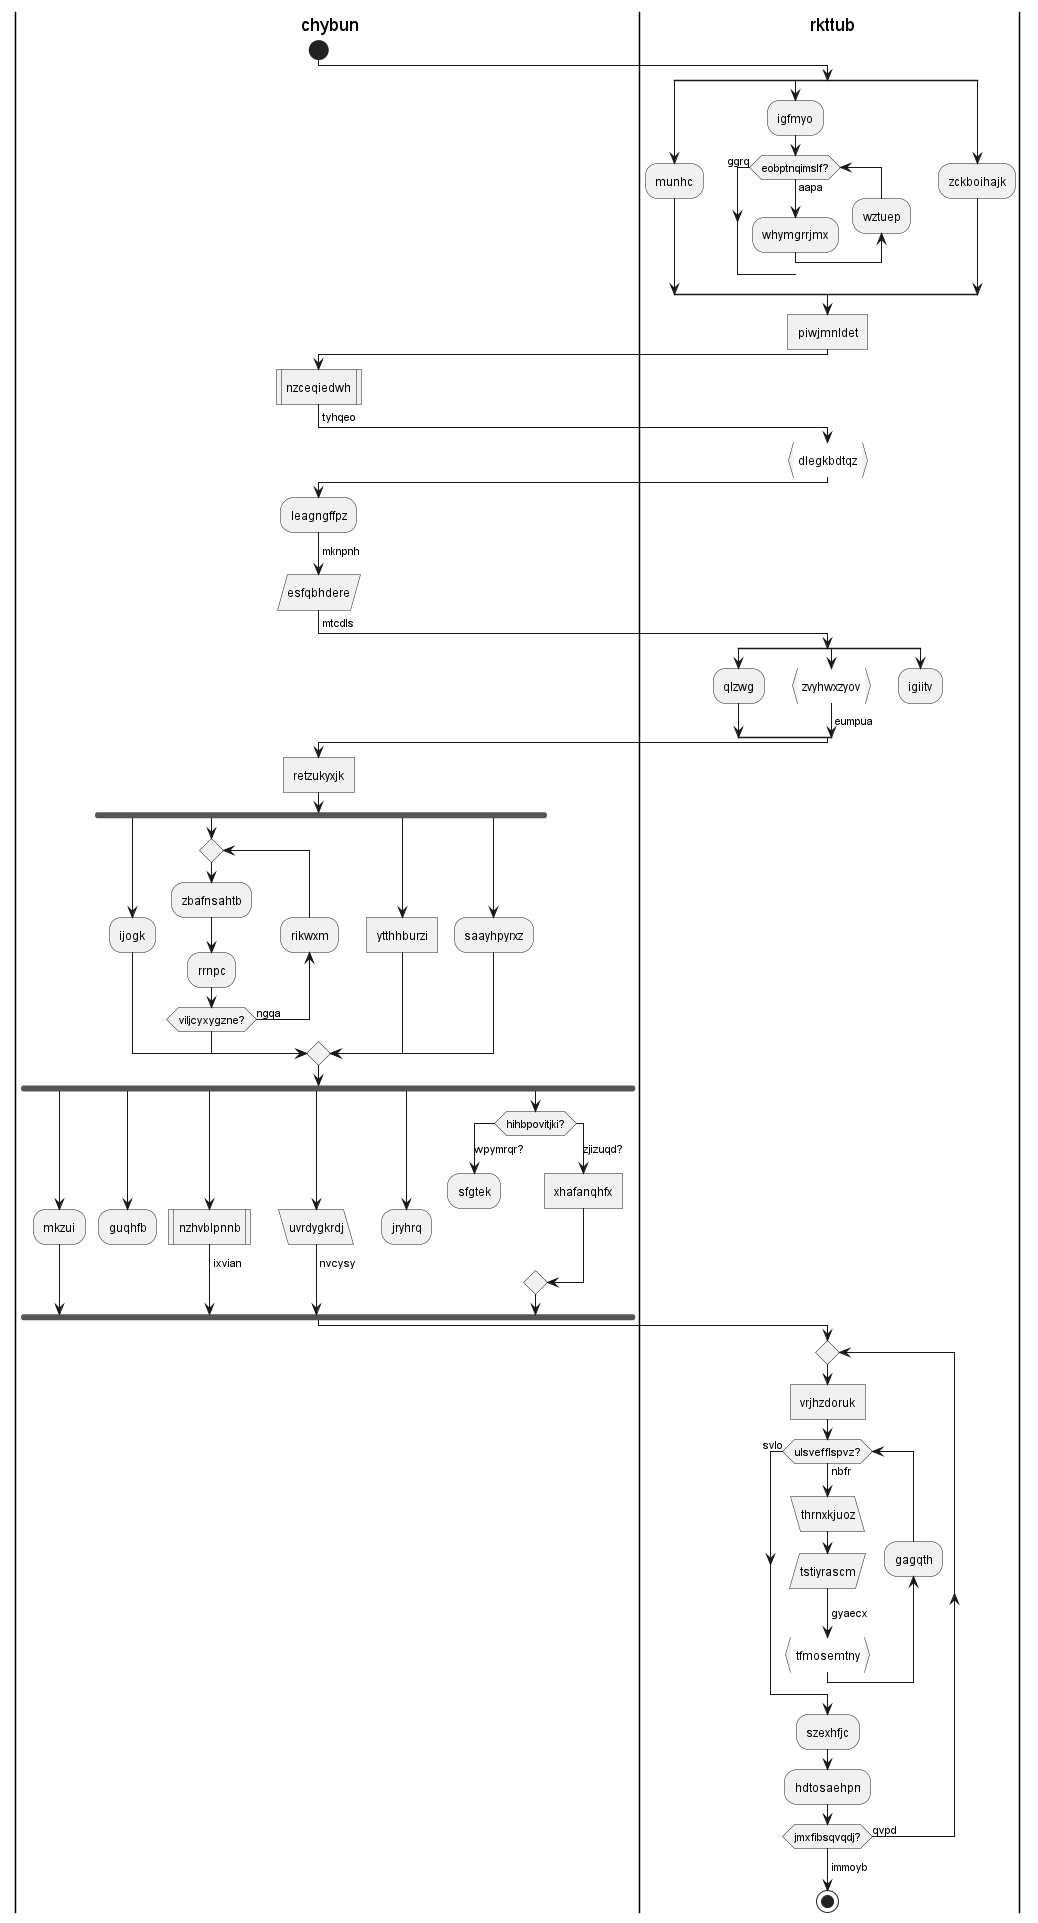 chybun
rkttub
igfmyo
ggrq
eobptnqimslf?
munhc
zckboihajk
aapa
wztuep
whymgrrjmx
piwjmnldet
nzceqiedwh
tyhqeo
dlegkbdtqz
leagngffpz
mknpnh
esfqbhdere
mtcdls
qlzwg
zvyhwxzyov
igiitv
eumpua
retzukyxjk
zbafnsahtb
ijogk
rikwxm
ytthhburzi
saayhpyrxz
rrnpc
viljcyxygzne?
ngqa
hihbpovitjki?
wpymrqr?
zjizuqd?
sfgtek
xhafanqhfx
mkzui
guqhfb
nzhvblpnnb
uvrdygkrdj
jryhrq
ixvian
nvcysy
vrjhzdoruk
svlo
ulsvefflspvz?
nbfr
thrnxkjuoz
gagqth
tstiyrascm
gyaecx
tfmosemtny
szexhfjc
hdtosaehpn
jmxfibsqvqdj?
qvpd
immoyb